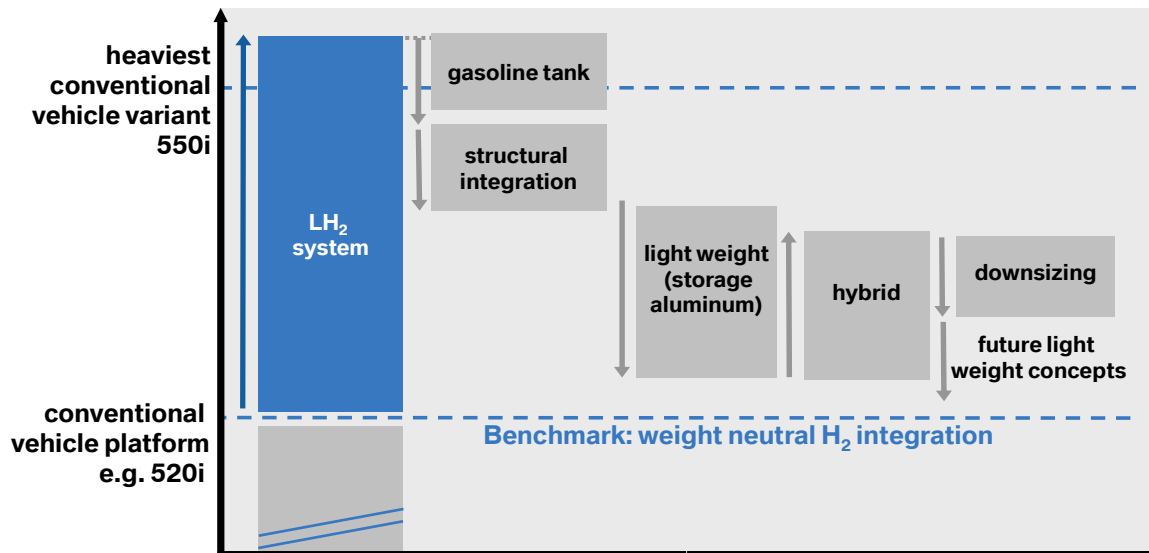 heaviest
conventional
vehicle variant
550i
gasoline tank
structural
integration
LH₂
system
light weight
(storage
aluminum)
hybrid
downsizing
future light
weight concepts
conventional
vehicle platform
e.g. 520i
Benchmark: weight neutral H₂ integration